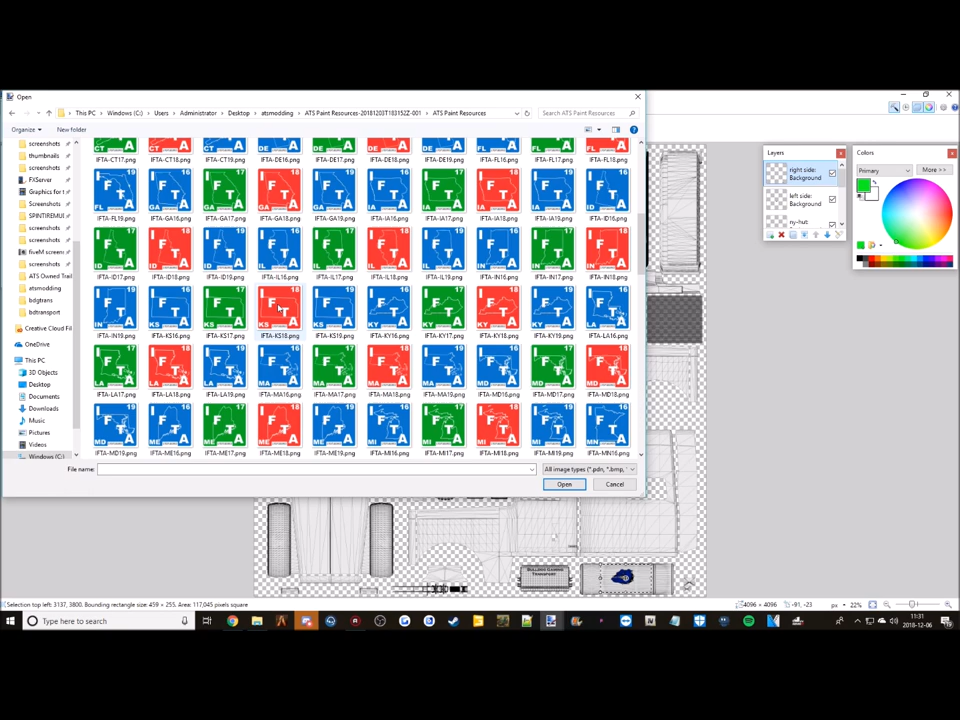 Open
This PC > Windows (C:) > Users > Administrator > Desktop > atsmodding > ATS Paint Resources-20181203T183152Z-001 > ATS Paint Resources
Search ATS Paint Resources
Organize
New folder
screenshots
thumbnails
screenshots
FXServer
Graphics for t
Screenshots
SPINTIREMUI
screenshots
screenshots
fiveM screen
screenshots
ATS Owned Trail
atsmodding
bdgtrans
bdtransport
Creative Cloud Fil
OneDrive
This PC
3D Objects
Desktop
Documents
Downloads
Music
Pictures
Videos
Windows (C:)
IFTA-CT17.png IFTA-CT18.png IFTA-CT19.png IFTA-DE16.png IFTA-DE17.png IFTA-DE18.png IFTA-DE19.png IFTA-FL16.png IFTA-FL17.png IFTA-FL18.png
IFTA-FL19.png IFTA-GA16.png IFTA-GA17.png IFTA-GA18.png IFTA-GA19.png IFTA-IA16.png IFTA-IA17.png IFTA-IA18.png IFTA-IA19.png IFTA-ID16.png
IFTA-ID17.png IFTA-ID18.png IFTA-ID19.png IFTA-IL16.png IFTA-IL17.png IFTA-IL18.png IFTA-IL19.png IFTA-IN16.png IFTA-IN17.png IFTA-IN18.png
IFTA-IN19.png IFTA-KS16.png IFTA-KS17.png IFTA-KS18.png IFTA-KS19.png IFTA-KY16.png IFTA-KY17.png IFTA-KY18.png IFTA-KY19.png IFTA-LA16.png
IFTA-LA17.png IFTA-LA18.png IFTA-LA19.png IFTA-MA16.png IFTA-MA17.png IFTA-MA18.png IFTA-MA19.png IFTA-MD16.png IFTA-MD17.png IFTA-MD18.png
IFTA-MD19.png IFTA-ME16.png IFTA-ME17.png IFTA-ME18.png IFTA-ME19.png IFTA-MI16.png IFTA-MI17.png IFTA-MI18.png IFTA-MI19.png IFTA-MN16.png
File name:
All image types (*.pdn, *.bmp, *
Open
Cancel
Layers
right side:
Background
left side:
Background
ny-hut
Colors
Primary
More >>
BULLDOG GAMING
TRANSPORT
Selection top left: 3137, 3800. Bounding rectangle size: 459 × 255. Area: 117,045 pixels square
4096 × 4096
-91, -23
px
22%
Type here to search
11:31
2018-12-06